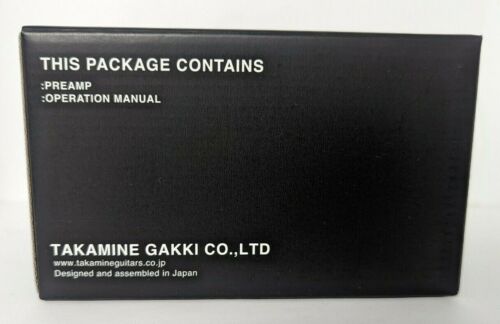 THIS PACKAGE CONTAINS
:PREAMP
:OPERATION MANUAL
TAKAMINE GAKKI CO.,LTD
www.takamineguitars.co.jp
Designed and assembled in Japan